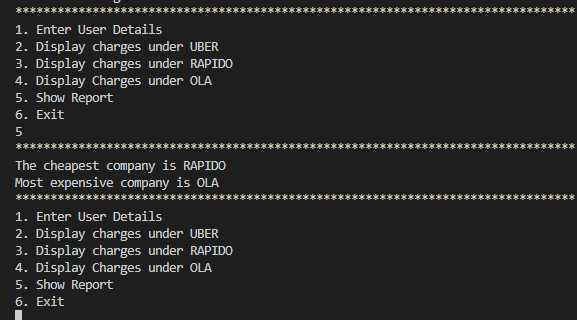 ********************************************************************************
1. Enter User Details
2. Display charges under UBER
3. Display charges under RAPIDO
4. Display Charges under OLA
5. Show Report
6. Exit
5
********************************************************************************
The cheapest company is RAPIDO
Most expensive company is OLA
********************************************************************************
1. Enter User Details
2. Display charges under UBER
3. Display charges under RAPIDO
4. Display Charges under OLA
5. Show Report
6. Exit